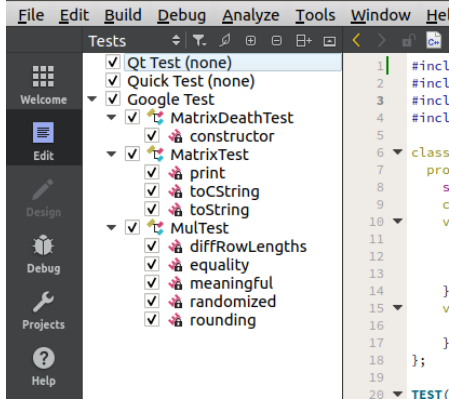 File Edit Build Debug Analyze Tools Window Hel
Tests
Welcome
Edit
Design
Debug
Projects
Help
Qt Test (none)
Quick Test (none)
Google Test
MatrixDeathTest
constructor
MatrixTest
print
toCString
toString
MulTest
diffRowLengths
equality
meaningful
randomized
rounding
1 #incl
2 #incl
3 #incl
4 #incl
5
6 class
7 pro
8 s
9 c
10 v
11
12
13
14 }
15 v
16
17 }
18 };
19
20 TEST(